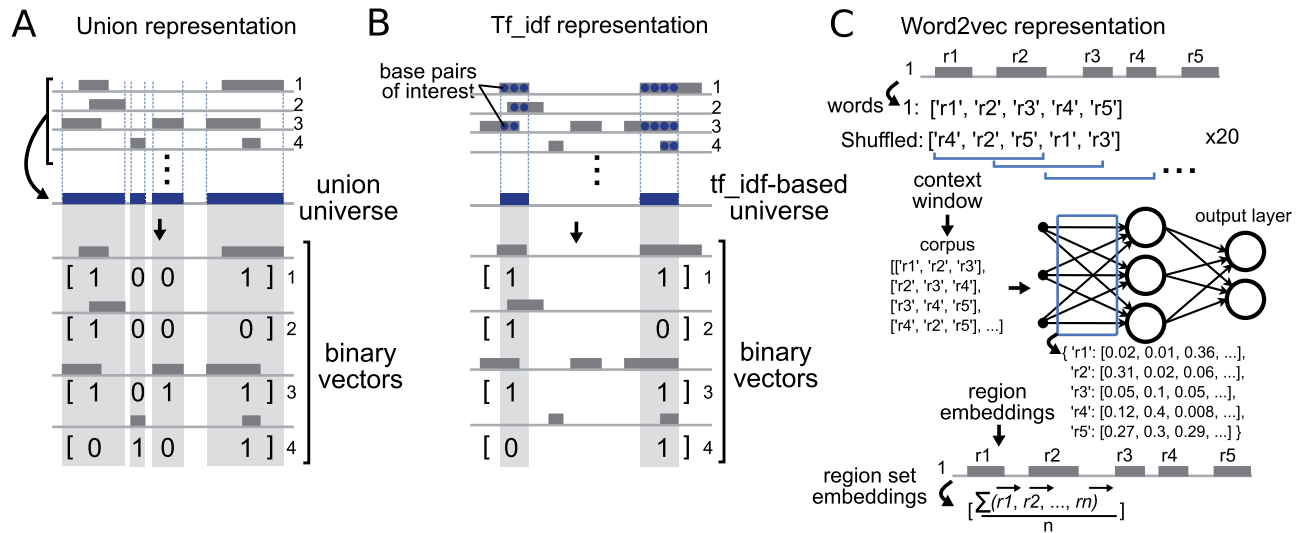 A
Union representation
1
2
3
4
union
universe
[ 1 0 0 1 ] 1
[ 1 0 0 0 ] 2
[ 1 0 1 1 ] 3
[ 0 1 0 1 ] 4
binary
vectors
B
Tf_idf representation
base pairs
of interest
1
2
3
4
tf_idf-based
universe
[ 1 1 ] 1
[ 1 0 ] 2
[ 1 1 ] 3
[ 0 1 ] 4
binary
vectors
C
Word2vec representation
r1 r2 r3 r4 r5
1
words 1: ['r1', 'r2', 'r3', 'r4', 'r5']
Shuffled: ['r4', 'r2', 'r5', 'r1', 'r3'] x20
...
context
window
corpus
[['r1', 'r2', 'r3'],
['r2', 'r3', 'r4'],
['r3', 'r4', 'r5'],
['r4', 'r2', 'r5'], ...]
output layer
{ 'r1': [0.02, 0.01, 0.36, ...],
'r2': [0.31, 0.02, 0.06, ...],
'r3': [0.05, 0.1, 0.05, ...],
'r4': [0.12, 0.4, 0.008, ...],
'r5': [0.27, 0.3, 0.29, ...] }
region
embeddings
r1 r2 r3 r4 r5
1
region set
embeddings
[ Σ(r1, r2, ..., rn) ]
n